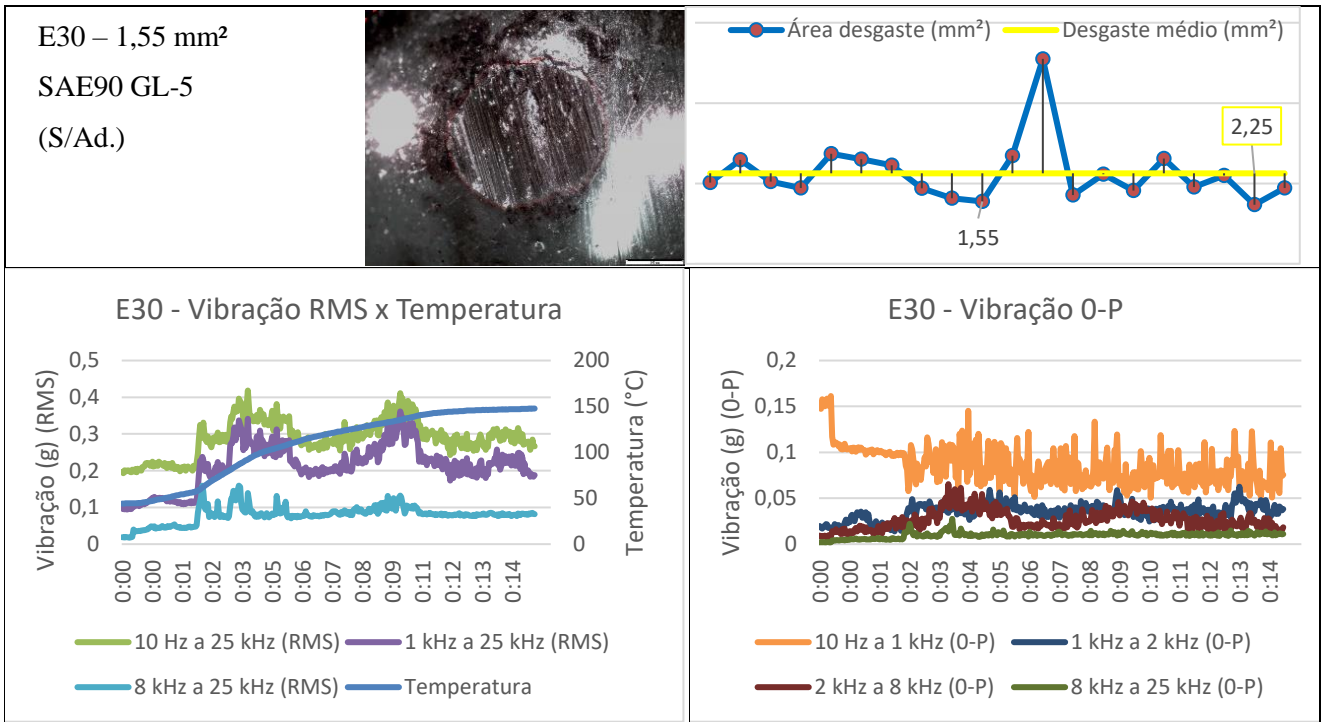 E30 – 1,55 mm²
SAE90 GL-5
(S/Ad.)
Área desgaste (mm²) Desgaste médio (mm²)
2,25
1,55
E30 - Vibração RMS x Temperatura
Vibração (g) (RMS)
0,5
0,4
0,3
0,2
0,1
0
200
150
100
50
0
Temperatura (°C)
0:00 0:00 0:01 0:02 0:03 0:05 0:06 0:07 0:08 0:09 0:11 0:12 0:13 0:14
10 Hz a 25 kHz (RMS) 1 kHz a 25 kHz (RMS)
8 kHz a 25 kHz (RMS) Temperatura
E30 - Vibração 0-P
Vibração (g) (0-P)
0,2
0,15
0,1
0,05
0
0:00 0:00 0:01 0:02 0:03 0:04 0:05 0:06 0:07 0:08 0:09 0:10 0:11 0:12 0:13 0:14
10 Hz a 1 kHz (0-P) 1 kHz a 2 kHz (0-P)
2 kHz a 8 kHz (0-P) 8 kHz a 25 kHz (0-P)